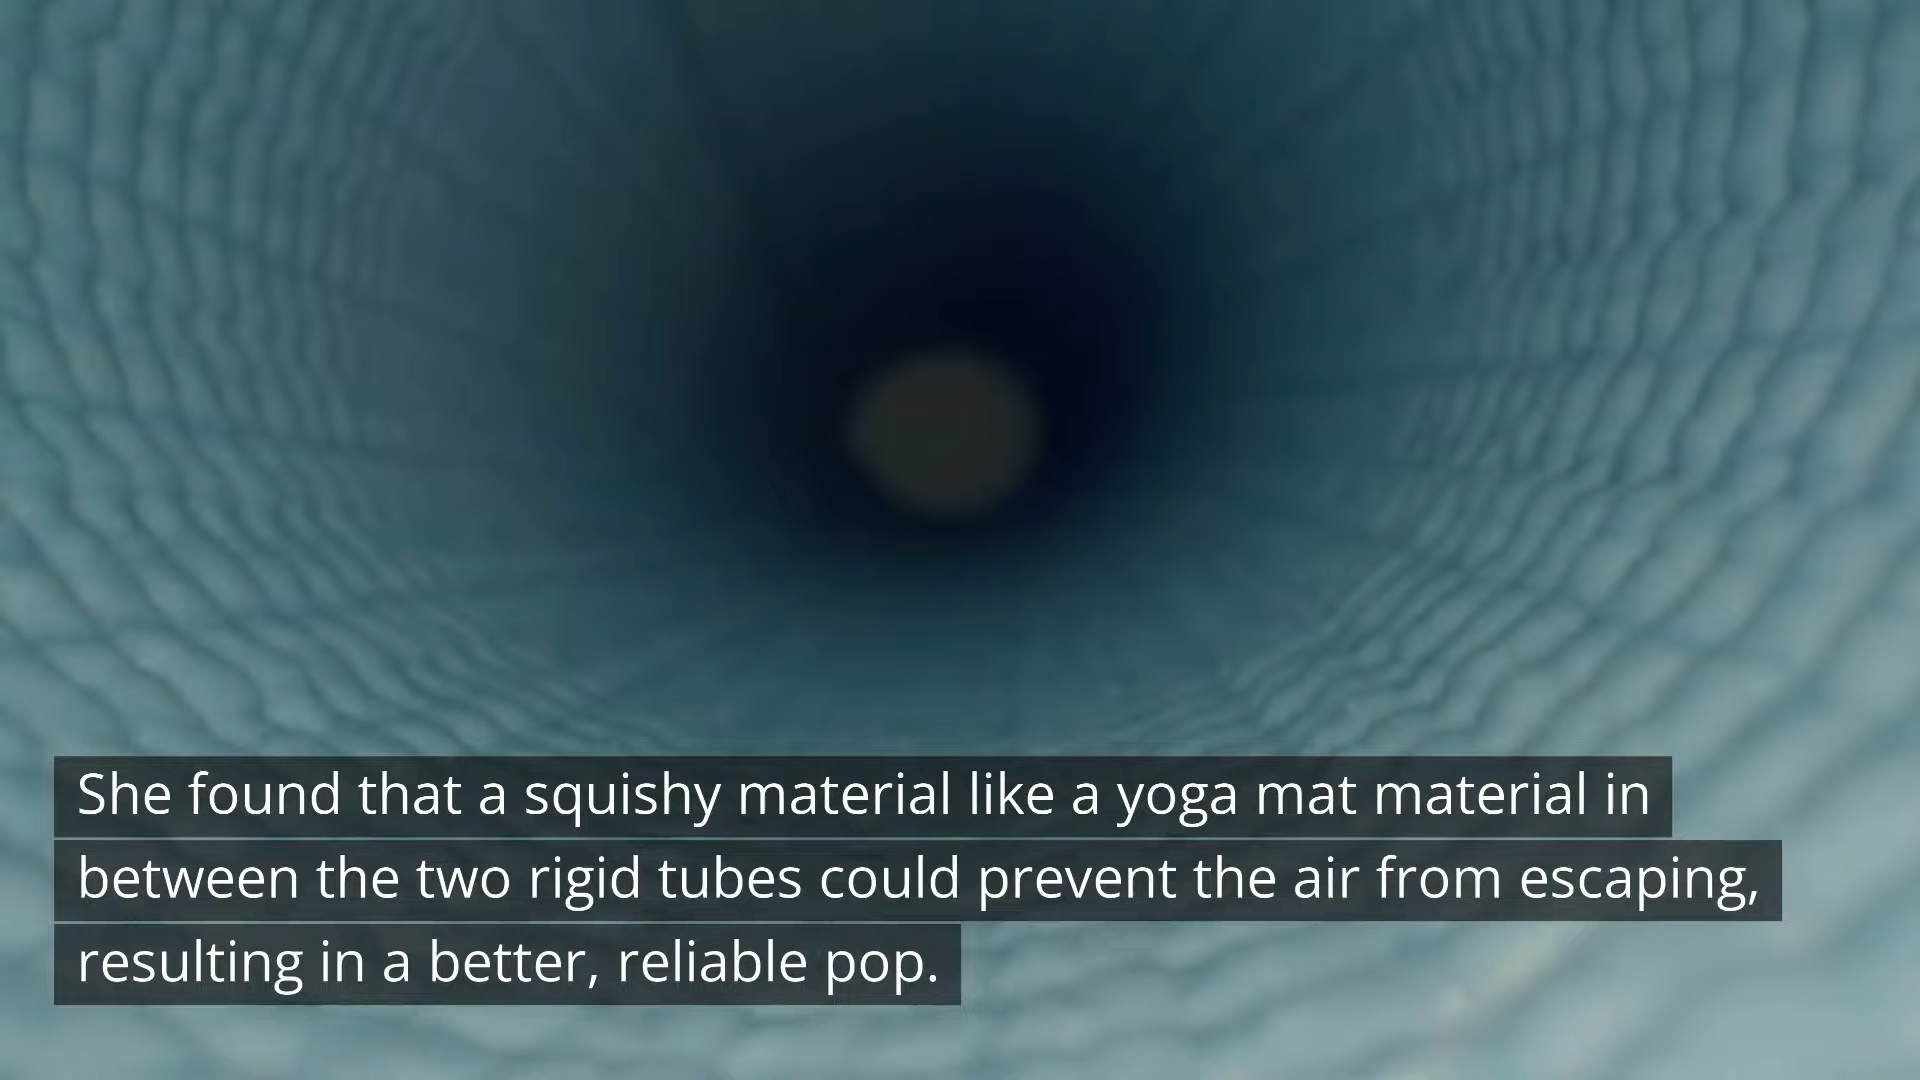 She found that a squishy material like a yoga mat material in
between the two rigid tubes could prevent the air from escaping,
resulting in a better, reliable pop.